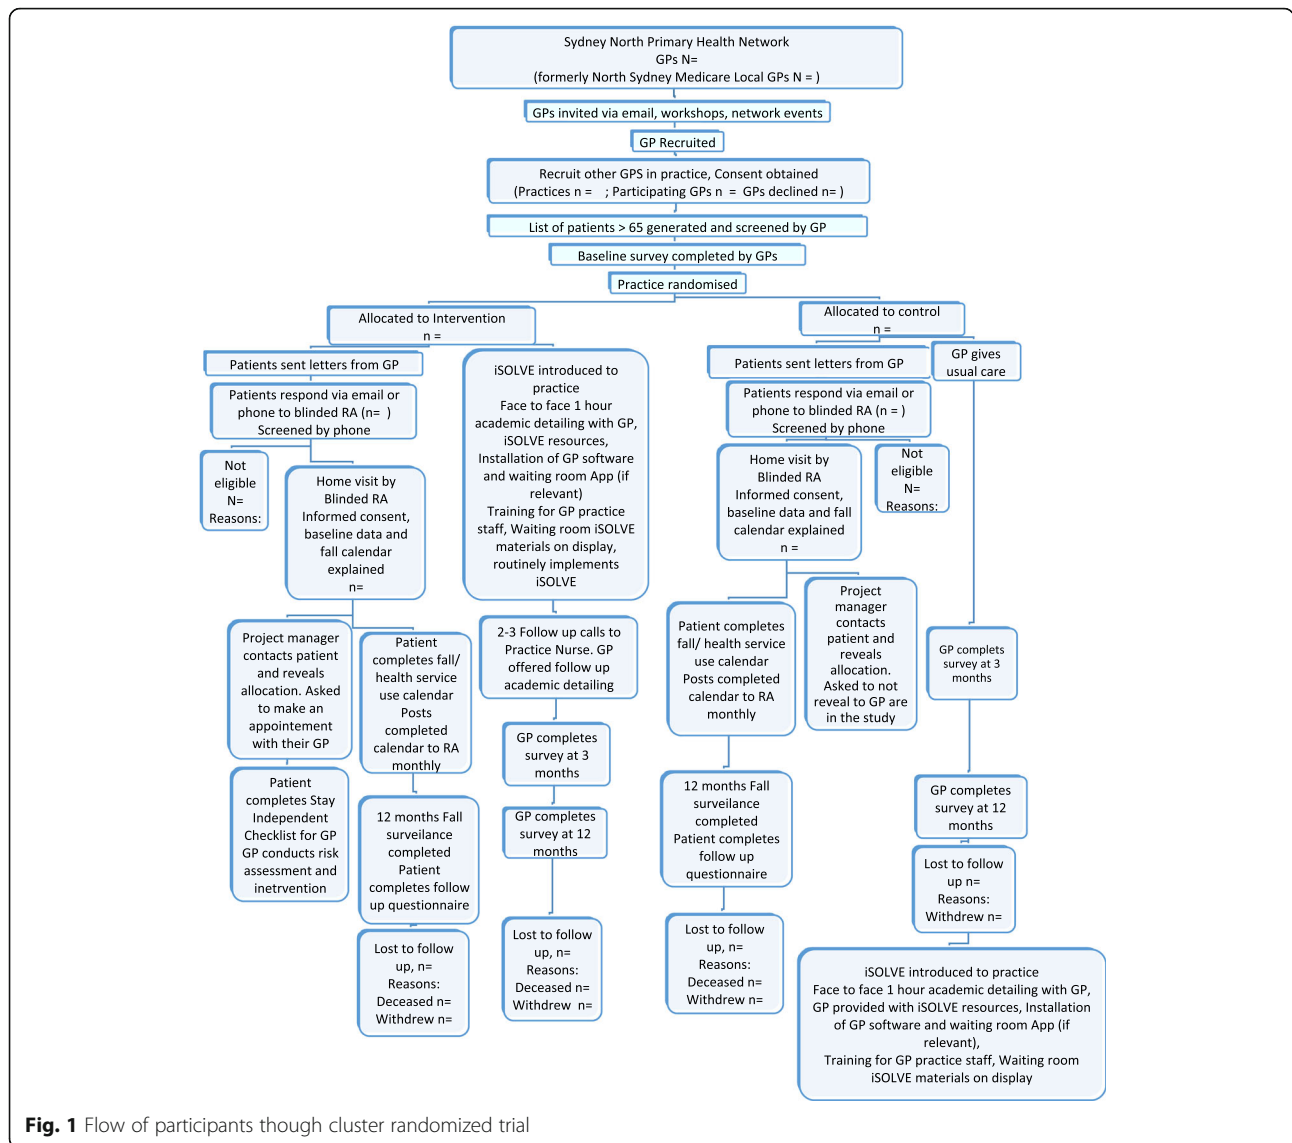 Sydney North Primary Health Network
GPs N=
(formerly North Sydney Medicare Local GPs N = )
GPs invited via email, workshops, network events
GP Recruited
Recruit other GPS in practice, Consent obtained
(Practices n =    ; Participating GPs n  =  GPs declined n= )
List of patients > 65 generated and screened by GP
Baseline survey completed by GPs
Practice randomised
Allocated to Intervention
n =
Patients sent letters from GP
Patients respond via email or
phone to blinded RA (n=  )
Screened by phone
Not
eligible
N=
Reasons:
Home visit by
Blinded RA
Informed consent,
baseline data and
fall calendar
explained
n=
Project manager
contacts patient
and reveals
allocation. Asked
to make an
appointement
with their GP
Patient
completes Stay
Independent
Checklist for GP
GP conducts risk
assessment and
inetrvention
Patient
completes fall/
health service
use calendar
Posts
completed
calendar to RA
monthly
12 months Fall
surveilance
completed
Patient
completes follow
up questionnaire
Lost to follow
up, n=
Reasons:
Deceased n=
Withdrew n=
iSOLVE introduced to
practice
Face to face 1 hour
academic detailing with GP,
iSOLVE resources,
Installation of GP software
and waiting room App (if
relevant)
Training for GP practice
staff, Waiting room iSOLVE
materials on display,
routinely implements
iSOLVE
2-3 Follow up calls to
Practice Nurse. GP
offered follow up
academic detailing
GP completes
survey at 3
months
GP completes
survey at 12
months
Lost to follow
up, n=
Reasons:
Deceased n=
Withdrew  n=
Allocated to control
n =
Patients sent letters from GP
Patients respond via email or
phone to blinded RA (n = )
Screened by phone
Home visit by
Blinded RA
Informed consent,
baseline data and fall
calendar explained
n =
Not
eligible
N=
Reasons:
Patient completes
fall/ health service
use calendar
Posts completed
calendar to RA
monthly
12 months Fall
surveilance
completed
Patient completes
follow up
questionnaire
Lost to follow
up, n=
Reasons:
Deceased n=
Withdrew n=
Project
manager
contacts
patient and
reveals
allocation.
Asked to not
reveal to GP are
in the study
GP gives
usual care
GP complets
survey at 3
months
GP completes
survey at 12
months
Lost to follow
up n=
Reasons:
Withdrew n=
iSOLVE introduced to practice
Face to face 1 hour academic detailing with GP,
GP provided with iSOLVE resources, Installation
of GP software and waiting room App (if
relevant),
Training for GP practice staff, Waiting room
iSOLVE materials on display
Fig. 1 Flow of participants though cluster randomized trial